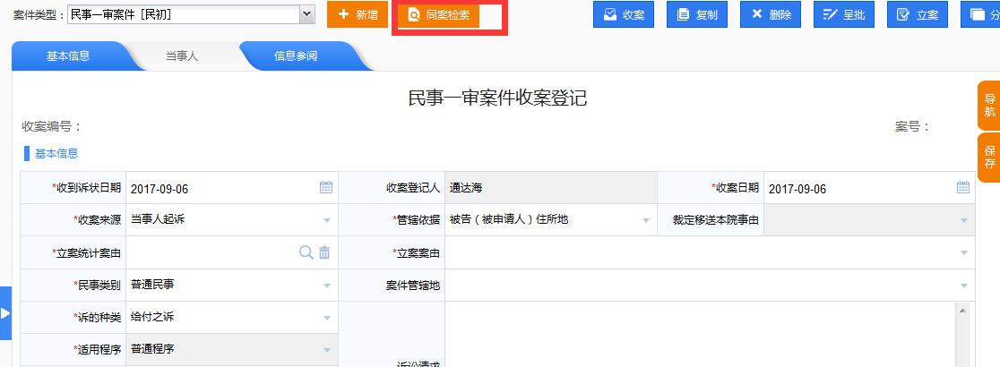 案件类型：民事一审案件［民初］ 新增 同案检索 收案 复制 删除 呈批 立案 分
基本信息 当事人 信息参阅
民事一审案件收案登记
收案编号： 案号：
导航
保存
基本信息
*收到诉状日期 2017-09-06 收案登记人 通达海 *收案日期 2017-09-06
*收案来源 当事人起诉 *管辖依据 被告（被申请人）住所地 裁定移送本院事由
*立案统计案由 *立案案由
*民事类别 普通民事 案件管辖地
*诉的种类 给付之诉
*适用程序 普通程序
诉讼请求